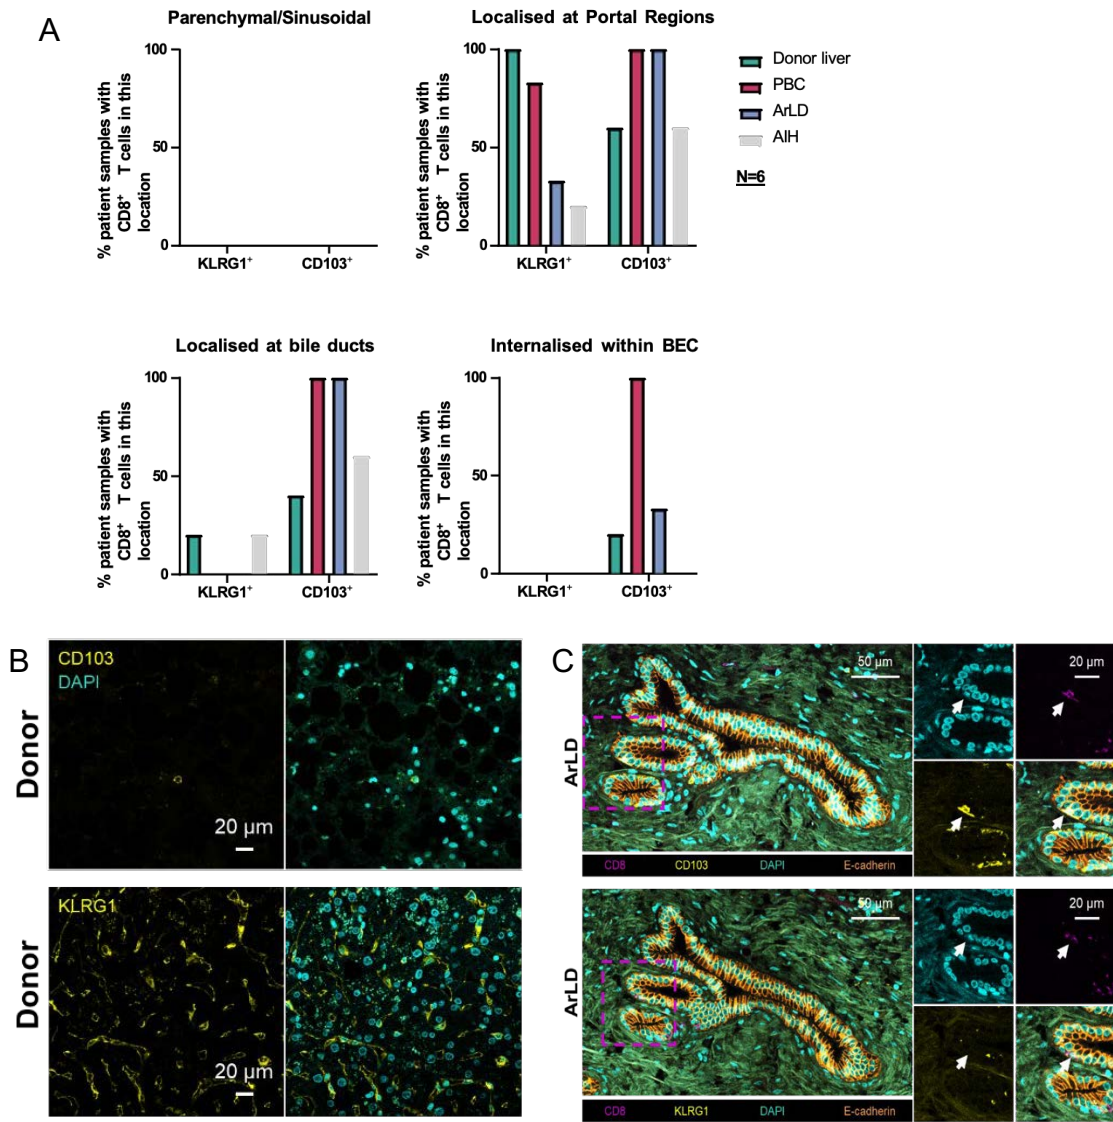 A
Parenchymal/Sinusoidal
% patient samples with
CD8+ T cells in this
location
100
50
0
KLRG1+ CD103+
Localised at Portal Regions
% patient samples with
CD8+ T cells in this
location
100
50
0
KLRG1+ CD103+
Donor liver
PBC
ArLD
AIH
N=6
Localised at bile ducts
% patient samples with
CD8+ T cells in this
location
100
50
0
KLRG1+ CD103+
Internalised within BEC
% patient samples with
CD8+ T cells in this
location
100
50
0
KLRG1+ CD103+
B
Donor
CD103
DAPI
20 µm
Donor
KLRG1
20 µm
C
ArLD
50 µm
20 µm
CD8 CD103 DAPI E-cadherin
ArLD
50 µm
20 µm
CD8 KLRG1 DAPI E-cadherin